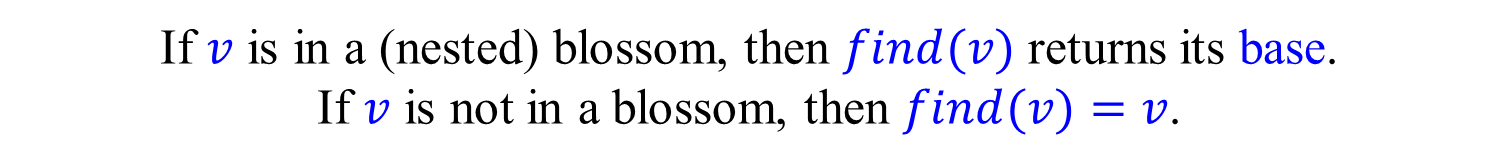 If v is in a (nested) blossom, then find(v) returns its base.
If v is not in a blossom, then find(v) = v.